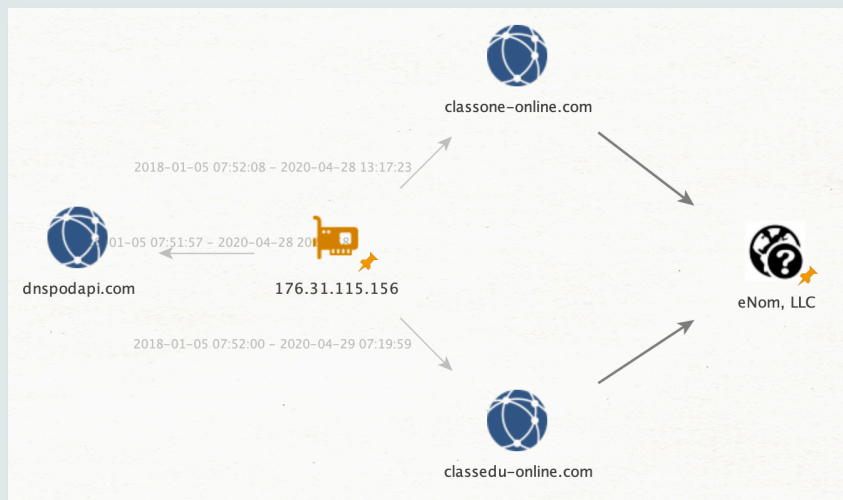 classone-online.com
2018-01-05 07:52:08 - 2020-04-28 13:17:23
01-05 07:51:57 - 2020-04-28 20
dnspodapi.com
176.31.115.156
eNom, LLC
2018-01-05 07:52:00 - 2020-04-29 07:19:59
classedu-online.com